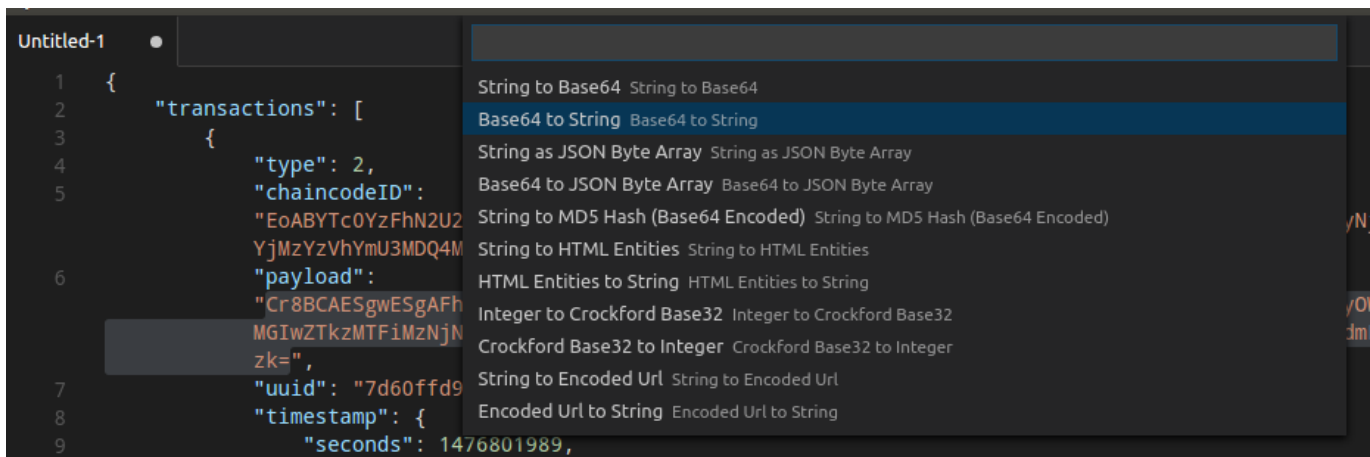 Untitled-1
1 {
2 "transactions": [
3 {
4 "type": 2,
5 "chaincodeID":
"EoABYTc0YzFhN2U2
yN
YjMzYzVhYmU3MDQ4M
6 "payload":
"Cr8BCAESgwESgAFh
yO
MGIwZTkzMTFiMzNjN
dm
zk=",
7 "uuid": "7d60ffd9
8 "timestamp": {
9 "seconds": 1476801989,
String to Base64 String to Base64
Base64 to String Base64 to String
String as JSON Byte Array String as JSON Byte Array
Base64 to JSON Byte Array Base64 to JSON Byte Array
String to MD5 Hash (Base64 Encoded) String to MD5 Hash (Base64 Encoded)
String to HTML Entities String to HTML Entities
HTML Entities to String HTML Entities to String
Integer to Crockford Base32 Integer to Crockford Base32
Crockford Base32 to Integer Crockford Base32 to Integer
String to Encoded Url String to Encoded Url
Encoded Url to String Encoded Url to String